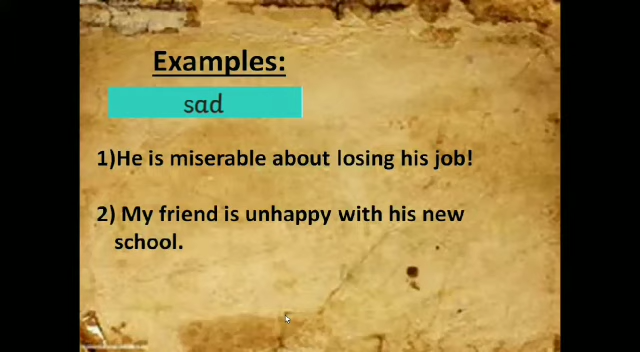 Examples:
sad
1)He is miserable about losing his job!
2) My friend is unhappy with his new
school.